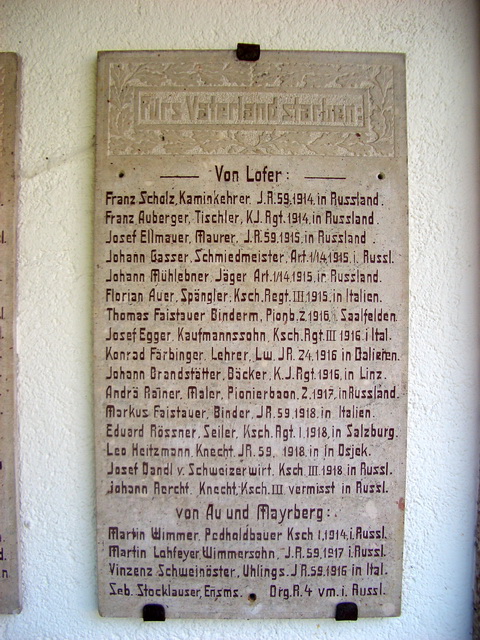 Fürs Vaterland starben:
Von Lofer:
Franz Scholz, Kaminkehrer, J.R.59.1914. in Russland.
Franz Auberger, Tischler, K.J.Rgt.1914. in Russland.
Josef Ellmauer, Maurer, J.R.59.1915. in Russland.
Johann Gasser, Schmiedmeister, Art.1/14.1915. i. Russl.
Johann Mühlebner, Jäger Art.1/14.1915. in Russland.
Florian Auer, Spängler, Ksch.Regt.III.1915. in Italien.
Thomas Faistauer Binderm, Pionb.2.1916, i Saalfelden.
Josef Egger, Kaufmannssohn, Ksch.Rgt.III 1916. i. Ital.
Konrad Färbinger, Lehrer, Lw. J.R. 24. 1916 in Galizien.
Johann Brandstätter, Bäcker, K.J.Rgt.1916. in Linz.
Andrä Rainer, Maler, Pionierbaon. 2. 1917. in Russland.
Markus Faistauer, Binder, J.R. 59 1918. in Italien.
Eduard Rössner, Seiler, Ksch.Rgt. 1. 1918. in Salzburg.
Leo Heitzmann, Knecht, J.R. 59, 1918. in In Osjek.
Josef Dandl v. Schweizerwirt, Ksch. III. 1918 in Russl.
Johann Kercht, Knecht, Ksch. III vermisst in Russl.
von Au und Mayrberg:
Martin Wimmer, Podholdbauer Ksch 1,1914. i. Russl.
Martin Lohfeyer, Wimmersohn, J.R.59.1917 i. Russl.
Vinzenz Schweinöster, Uhlings. J.R.59.1916 in Ital.
Seb. Stocklauser, Ensms. Drg.R. 4 vm. i. Russl.